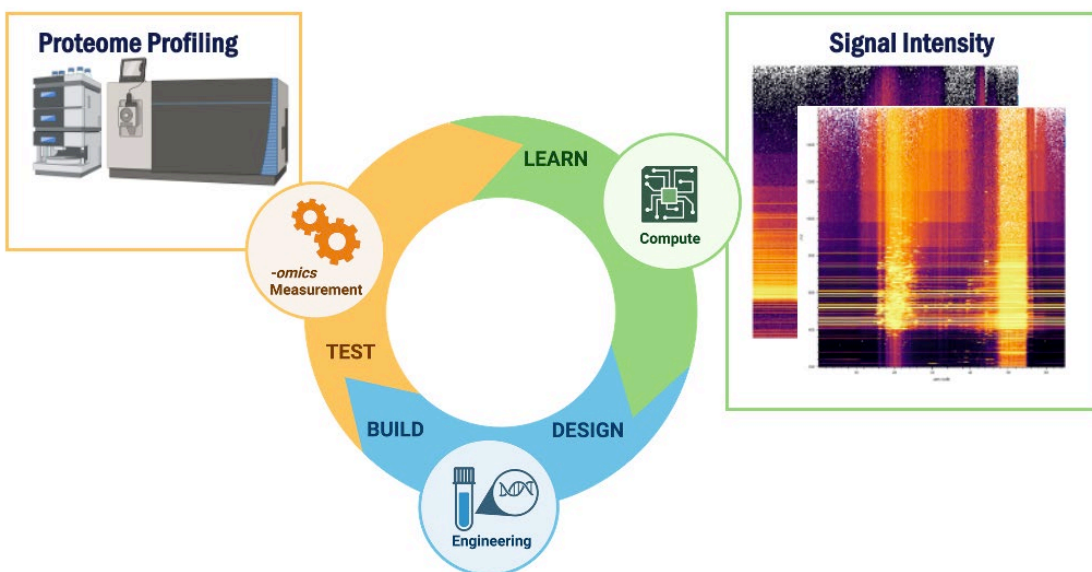 Proteome Profiling
Signal Intensity
LEARN
Compute
-omics
Measurement
TEST
BUILD
DESIGN
Engineering